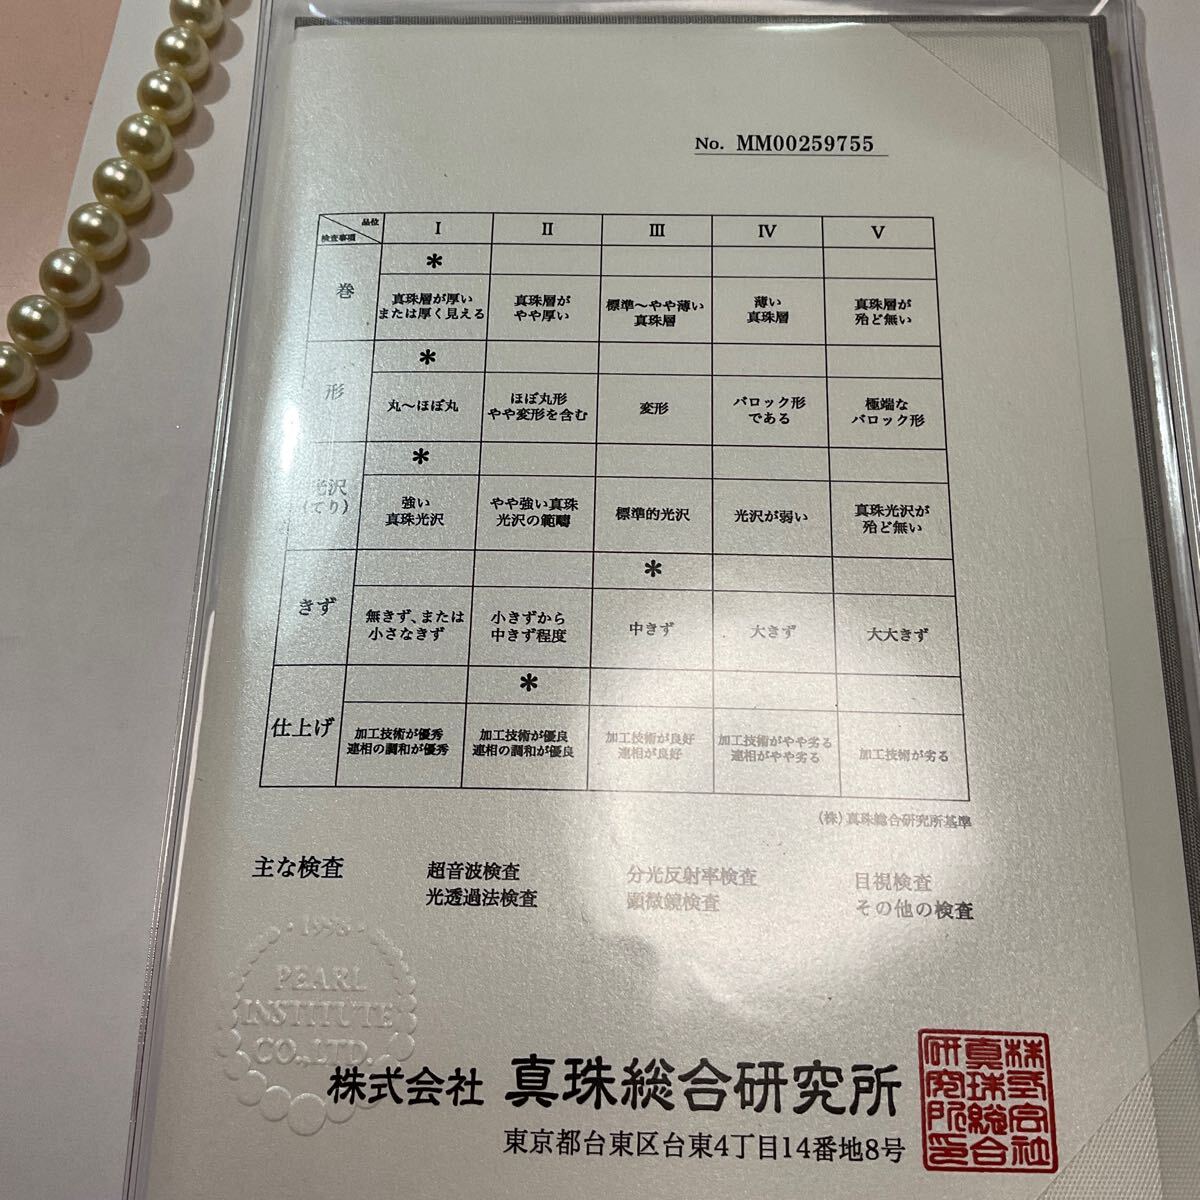 No. MM00259755
品位
検査事項
I II III IV V
*
巻
真珠層が厚い
または厚く見える
真珠層が
やや厚い
標準〜やや薄い
真珠層
薄い
真珠層
真珠層が
殆ど無い
*
形
丸〜ほぼ丸
ほぼ丸形
やや変形を含む
変形
バロック形
である
極端な
バロック形
*
光沢
(てり)
強い
真珠光沢
やや強い真珠
光沢の範疇
標準的光沢
光沢が弱い
真珠光沢が
殆ど無い
*
きず
無きず、または
小さなきず
小きずから
中きず程度
中きず
大きず
大大きず
*
仕上げ
加工技術が優秀
連相の調和が優秀
加工技術が優良
連相の調和が優良
加工技術が良好
連相が良好
加工技術がやや劣る
連相がやや劣る
加工技術が劣る
(株)真珠総合研究所基準
主な検査
超音波検査
光透過法検査
分光反射率検査
顕微鏡検査
目視検査
その他の検査
PEARL
INSTITUTE
CO.,LTD.
株式会社 真珠総合研究所
東京都台東区台東4丁目14番地8号
株式会社
真珠総合
研究所印